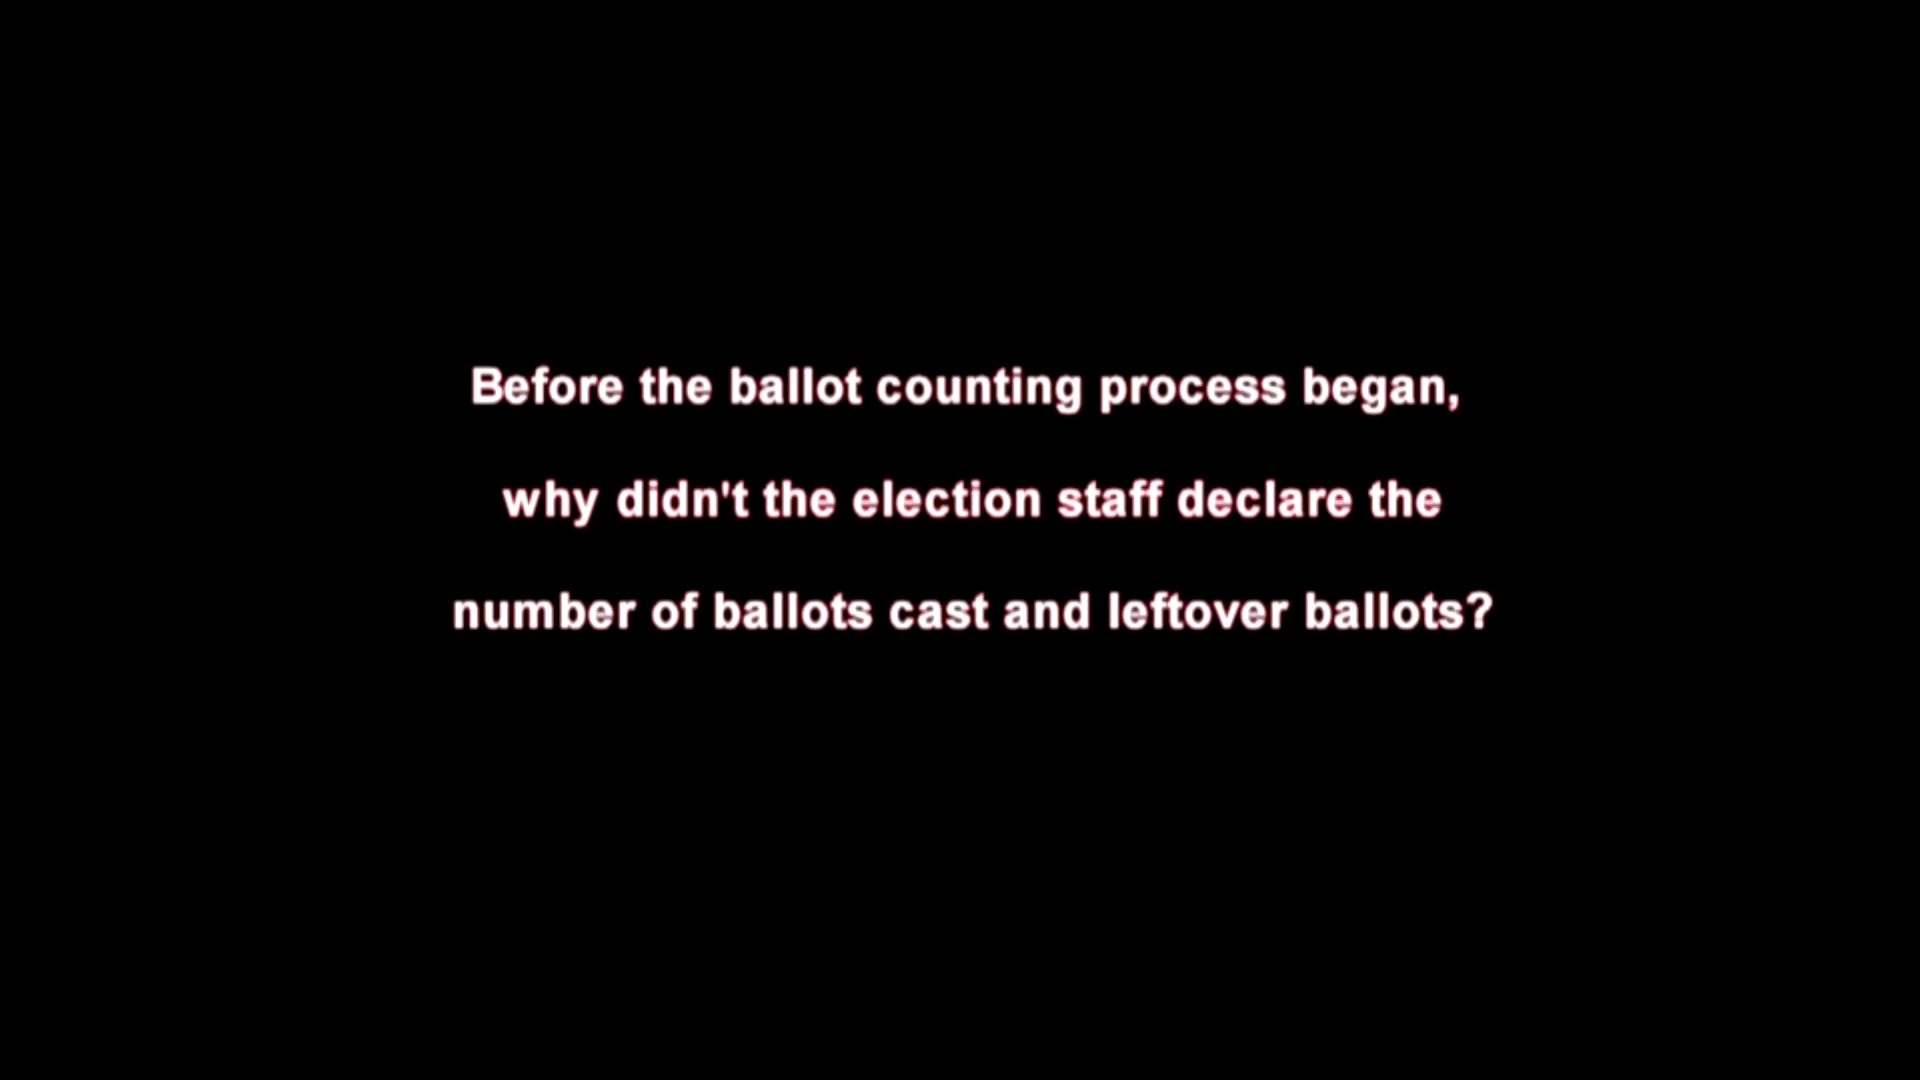 Before the ballot counting process began,
why didn't the election staff declare the
number of ballots cast and leftover ballots?